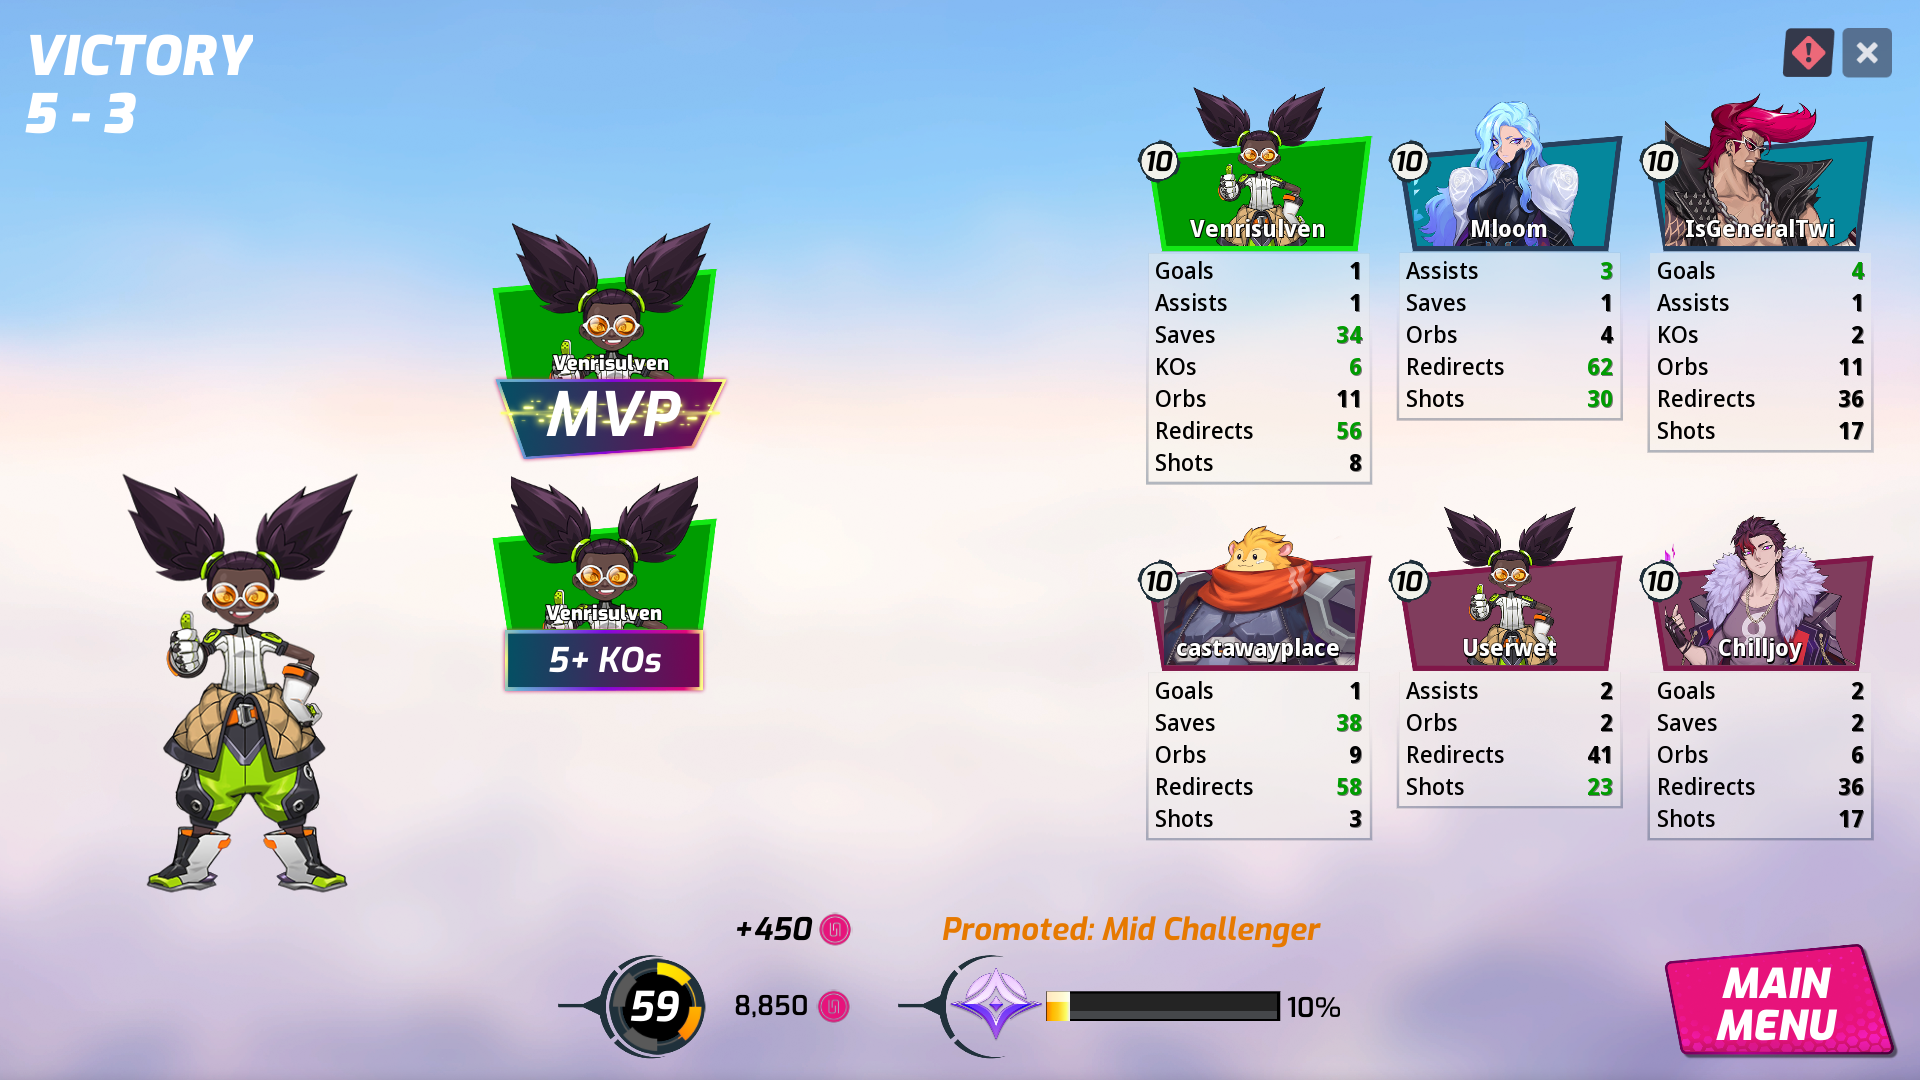 VICTORY
5 - 3
Venrisulven
MVP
Venrisulven
5+ KOs
10
Venrisulven
Goals 1
Assists 1
Saves 34
KOs 6
Orbs 11
Redirects 56
Shots 8
10
Mloom
Assists 3
Saves 1
Orbs 4
Redirects 62
Shots 30
10
IsGeneralTwi
Goals 4
Assists 1
KOs 2
Orbs 11
Redirects 36
Shots 17
10
castawayplace
Goals 1
Saves 38
Orbs 9
Redirects 58
Shots 3
10
Userwet
Assists 2
Orbs 2
Redirects 41
Shots 23
10
Chilljoy
Goals 2
Saves 2
Orbs 6
Redirects 36
Shots 17
+450
59
8,850
Promoted: Mid Challenger
10%
MAIN
MENU